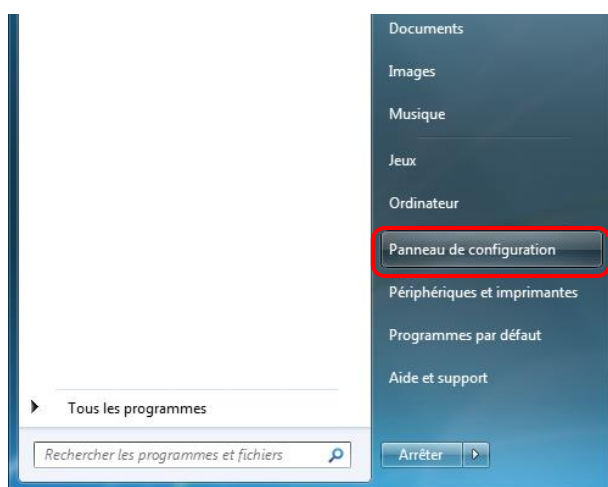 Documents
Images
Musique
Jeux
Ordinateur
Panneau de configuration
Périphériques et imprimantes
Programmes par défaut
Aide et support
Tous les programmes
Rechercher les programmes et fichiers
Arrêter